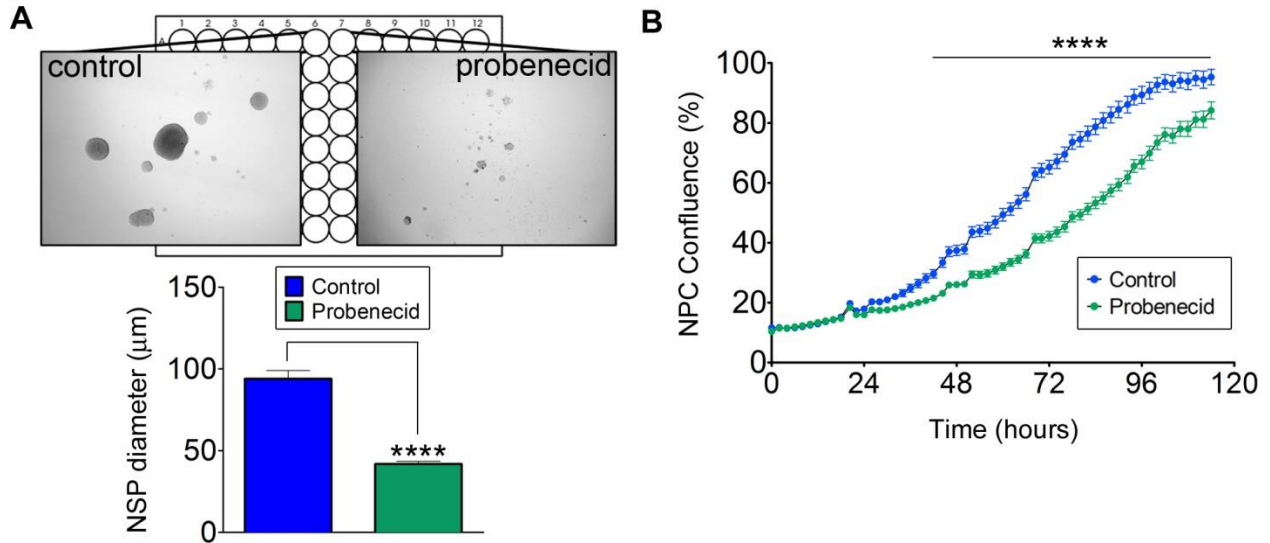 A
1 2 3 4 5 6 7 8 9 10 11 12
A
control
probenecid
Control
Probenecid
NSP diameter (µm)
150
100
50
0
****
B
****
NPC Confluence (%)
100
80
60
40
20
0
Control
Probenecid
0 24 48 72 96 120
Time (hours)